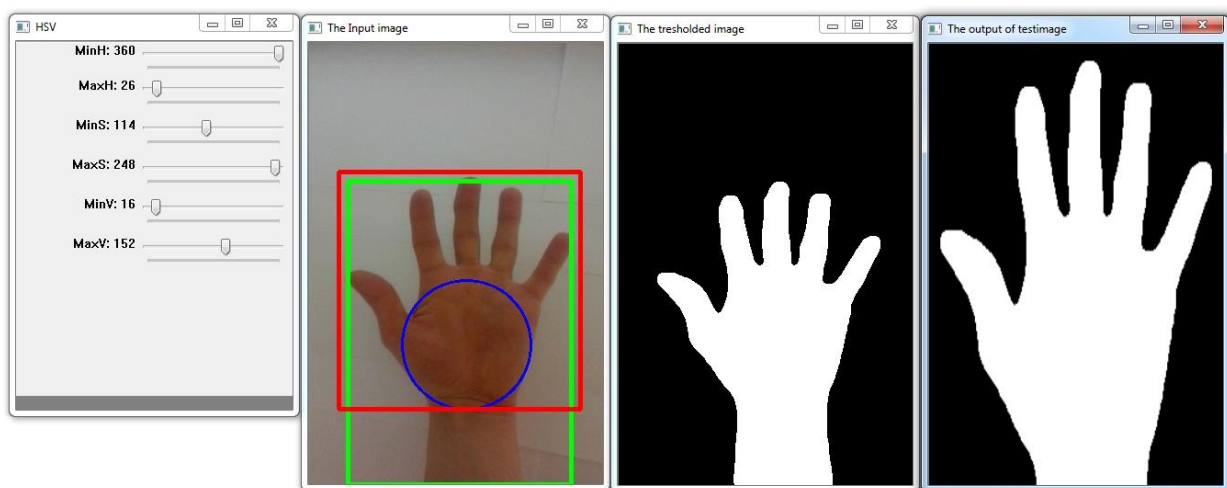 HSV
MinH: 360
MaxH: 26
MinS: 114
MaxS: 248
MinV: 16
MaxV: 152
The Input image
The tresholded image
The output of testimage